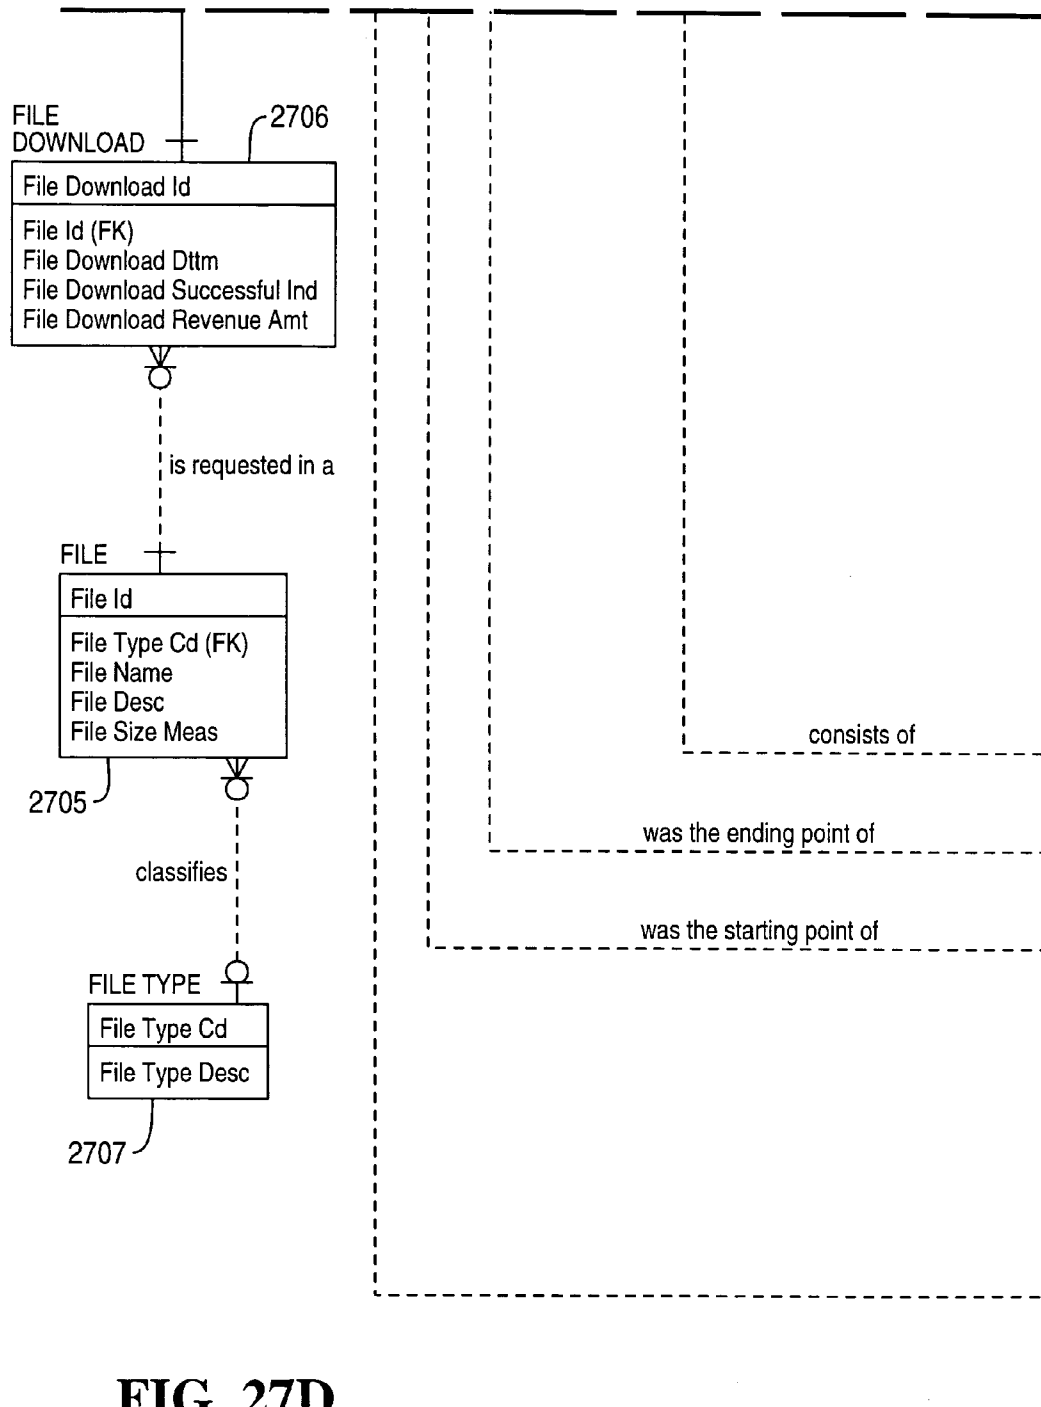 FILE
DOWNLOAD
2706
File Download Id
File Id (FK)
File Download Dttm
File Download Successful Ind
File Download Revenue Amt
is requested in a
FILE
File Id
File Type Cd (FK)
File Name
File Desc
File Size Meas
2705
consists of
was the ending point of
classifies
was the starting point of
FILE TYPE
File Type Cd
File Type Desc
2707
FIG. 27D